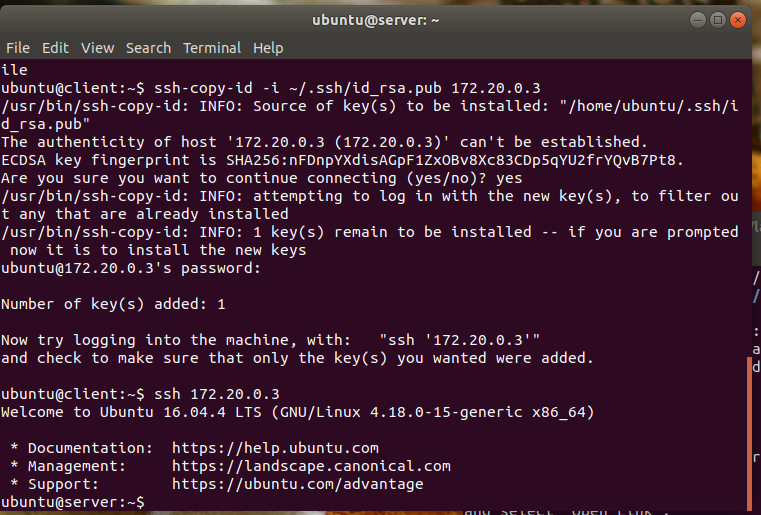 ubuntu@server: ~
File Edit View Search Terminal Help
ile
ubuntu@client:~$ ssh-copy-id -i ~/.ssh/id_rsa.pub 172.20.0.3
/usr/bin/ssh-copy-id: INFO: Source of key(s) to be installed: "/home/ubuntu/.ssh/i
d_rsa.pub"
The authenticity of host '172.20.0.3 (172.20.0.3)' can't be established.
ECDSA key fingerprint is SHA256:nFDnpYXdisAGpF1ZxOBv8Xc83CDp5qYU2frYQvB7Pt8.
Are you sure you want to continue connecting (yes/no)? yes
/usr/bin/ssh-copy-id: INFO: attempting to log in with the new key(s), to filter ou
t any that are already installed
/usr/bin/ssh-copy-id: INFO: 1 key(s) remain to be installed -- if you are prompted
 now it is to install the new keys
ubuntu@172.20.0.3's password:
Number of key(s) added: 1
Now try logging into the machine, with:   "ssh '172.20.0.3'"
and check to make sure that only the key(s) you wanted were added.
ubuntu@client:~$ ssh 172.20.0.3
Welcome to Ubuntu 16.04.4 LTS (GNU/Linux 4.18.0-15-generic x86_64)
 * Documentation:  https://help.ubuntu.com
 * Management:     https://landscape.canonical.com
 * Support:        https://ubuntu.com/advantage
ubuntu@server:~$